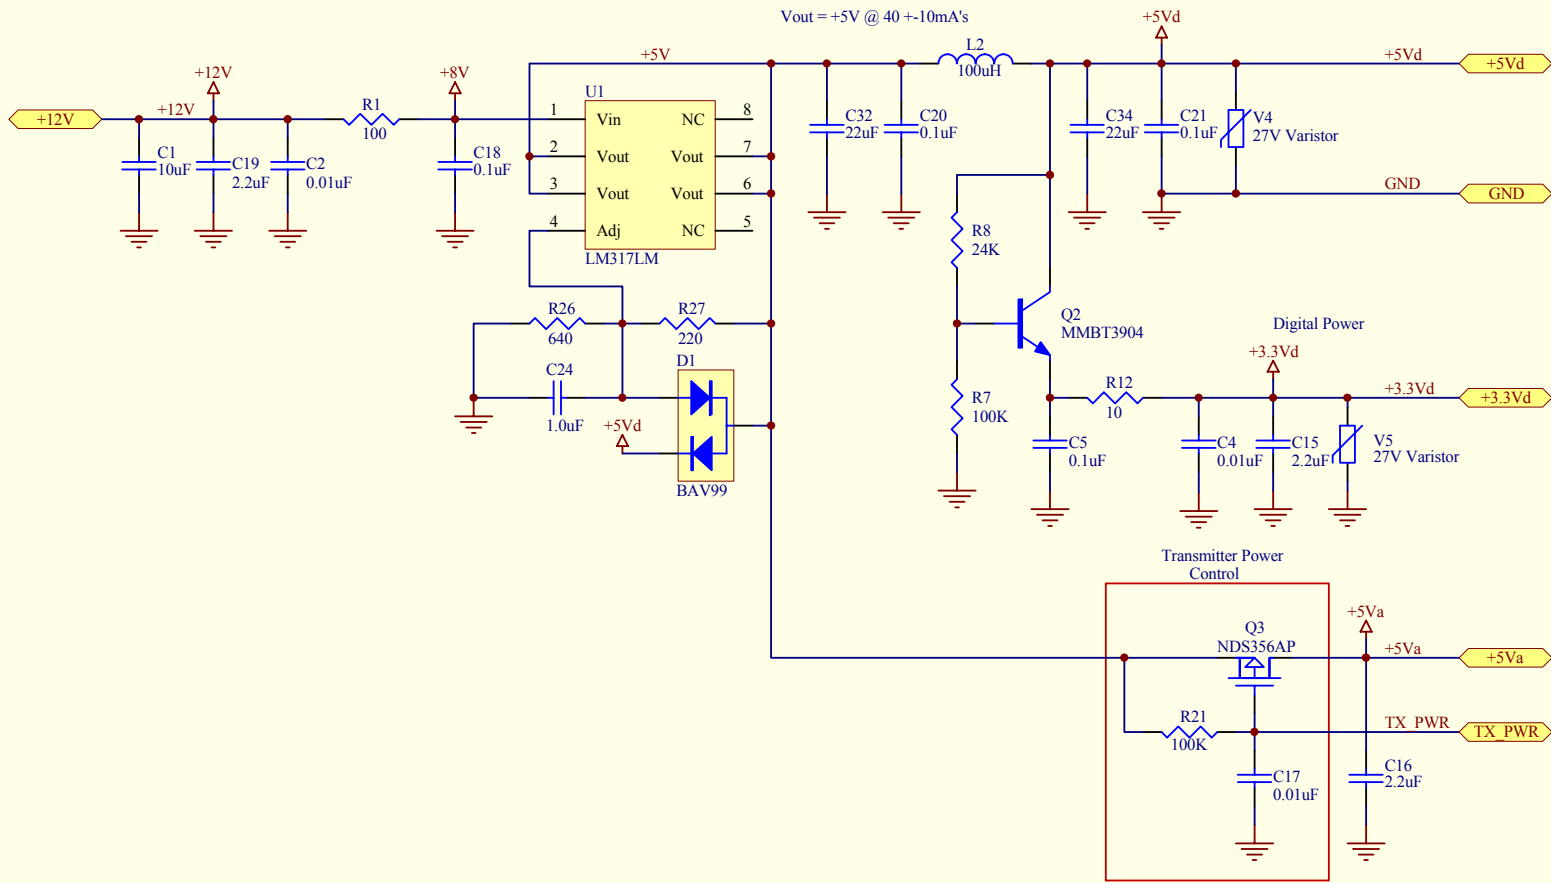 Vout = +5V @ 40 +-10mA's
+5Vd
+5V
L2
100uH
+5Vd
+5Vd
+12V
+8V
+12V
+12V
R1
100
U1
LM317LM
1
Vin
NC
8
2
Vout
Vout
7
3
Vout
Vout
6
4
Adj
NC
5
C1
10uF
C19
2.2uF
C2
0.01uF
C18
0.1uF
C32
22uF
C20
0.1uF
C34
22uF
C21
0.1uF
V4
27V Varistor
GND
GND
R8
24K
R26
640
R27
220
Q2
MMBT3904
Digital Power
+3.3Vd
C24
1.0uF
D1
BAV99
+5Vd
R7
100K
R12
10
+3.3Vd
+3.3Vd
C5
0.1uF
C4
0.01uF
C15
2.2uF
V5
27V Varistor
Transmitter Power
Control
Q3
NDS356AP
+5Va
+5Va
+5Va
R21
100K
TX_PWR
TX_PWR
C17
0.01uF
C16
2.2uF